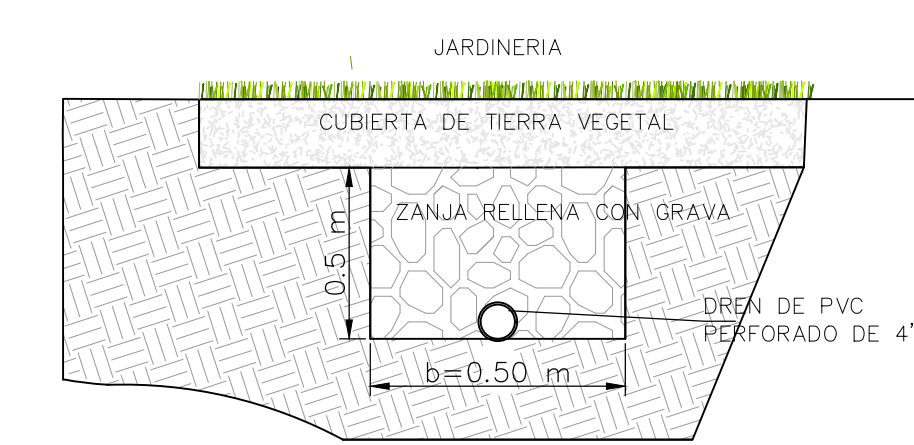 JARDINERIA
CUBIERTA DE TIERRA VEGETAL
ZANJA RELLENA CON GRAVA
0.5 m
DREN DE PVC
PERFORADO DE 4"
b=0.50 m